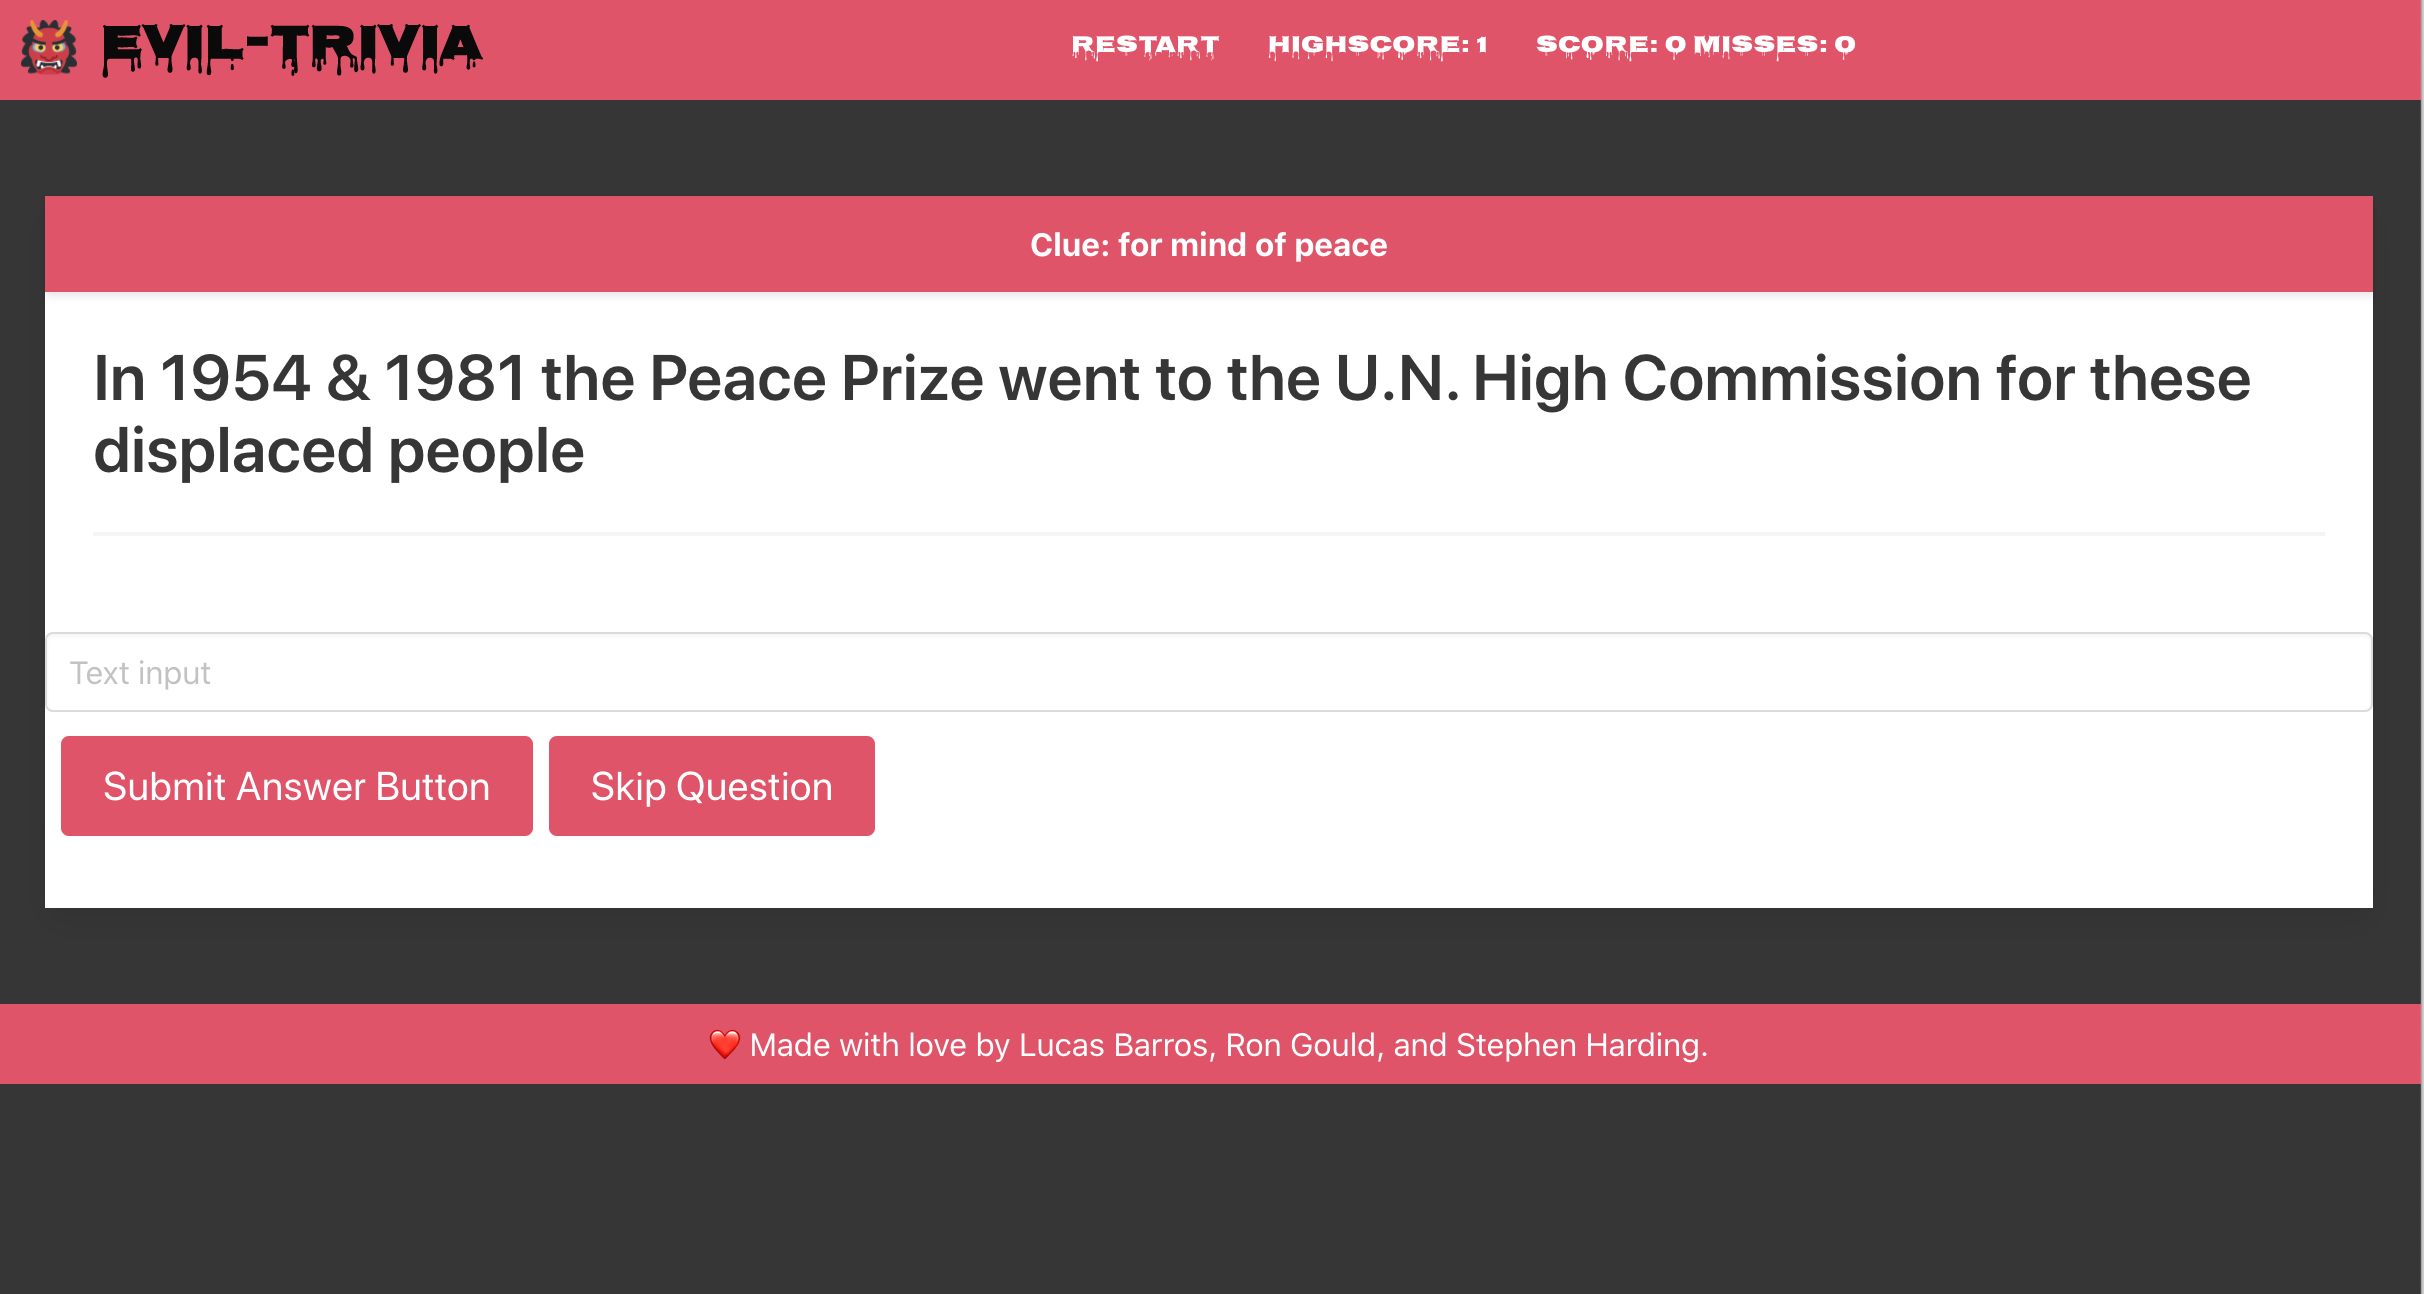 EVIL-TRIVIA
RESTART HIGHSCORE: 1 SCORE: 0 MISSES: 0
Clue: for mind of peace
In 1954 & 1981 the Peace Prize went to the U.N. High Commission for these
displaced people
Text input
Submit Answer Button Skip Question
❤️ Made with love by Lucas Barros, Ron Gould, and Stephen Harding.